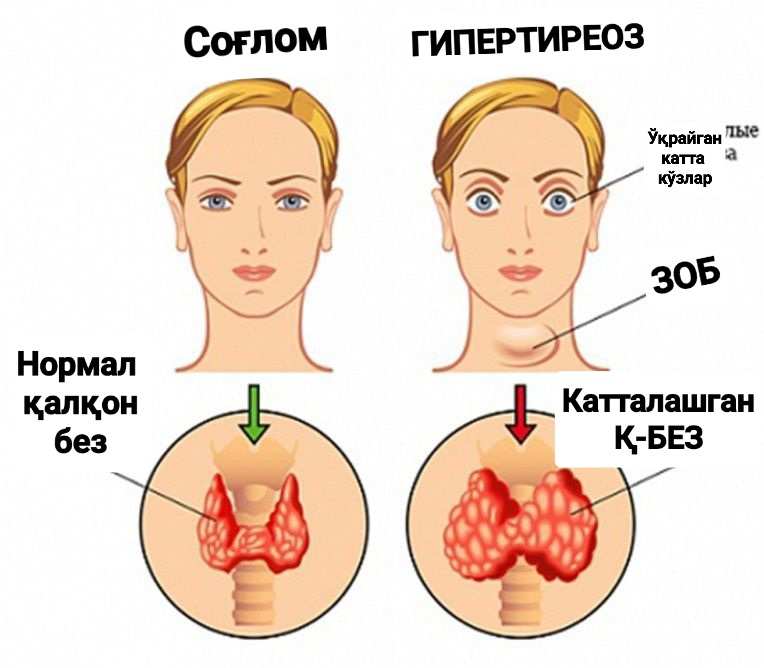 Соғлом
ГИПЕРТИРЕОЗ
Ўқрайган
катта
кўзлар
ЗОБ
Нормал
қалқон
без
Катталашган
Қ-БЕЗ